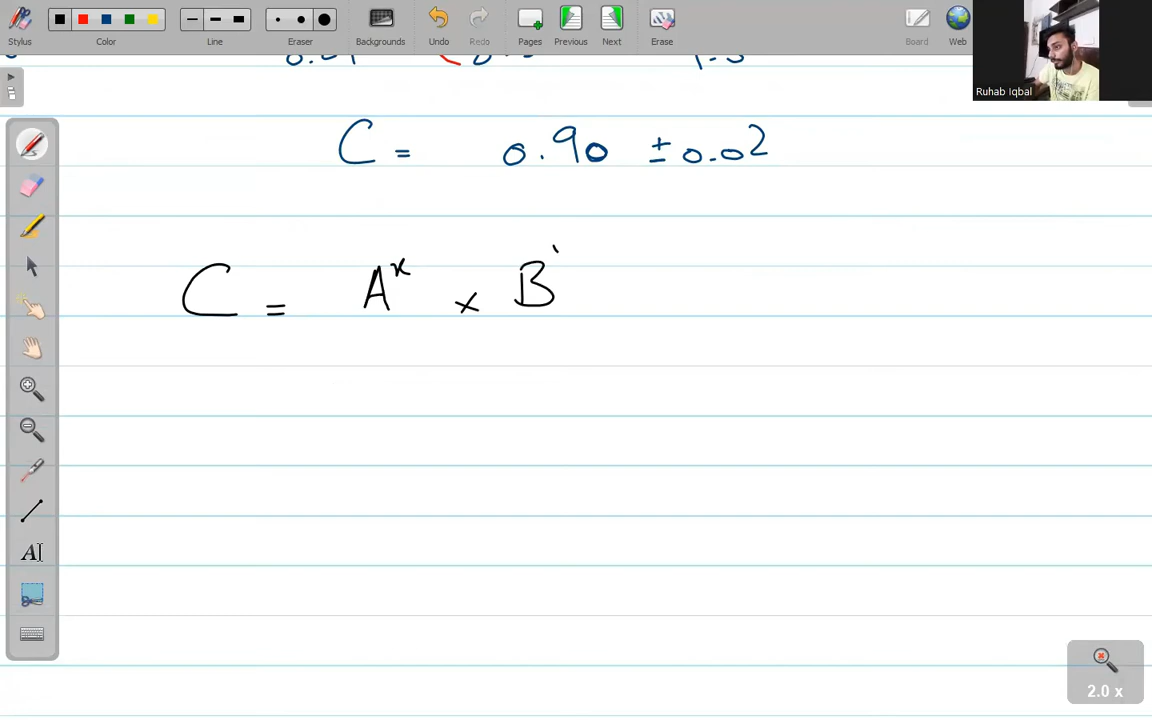 Stylus Color Line Eraser Backgrounds Undo Redo Pages Previous Next Erase Board Web
Ruhab Iqbal
C = 0.90 ± 0.02
C = Aˣ × B
A
2.0 x